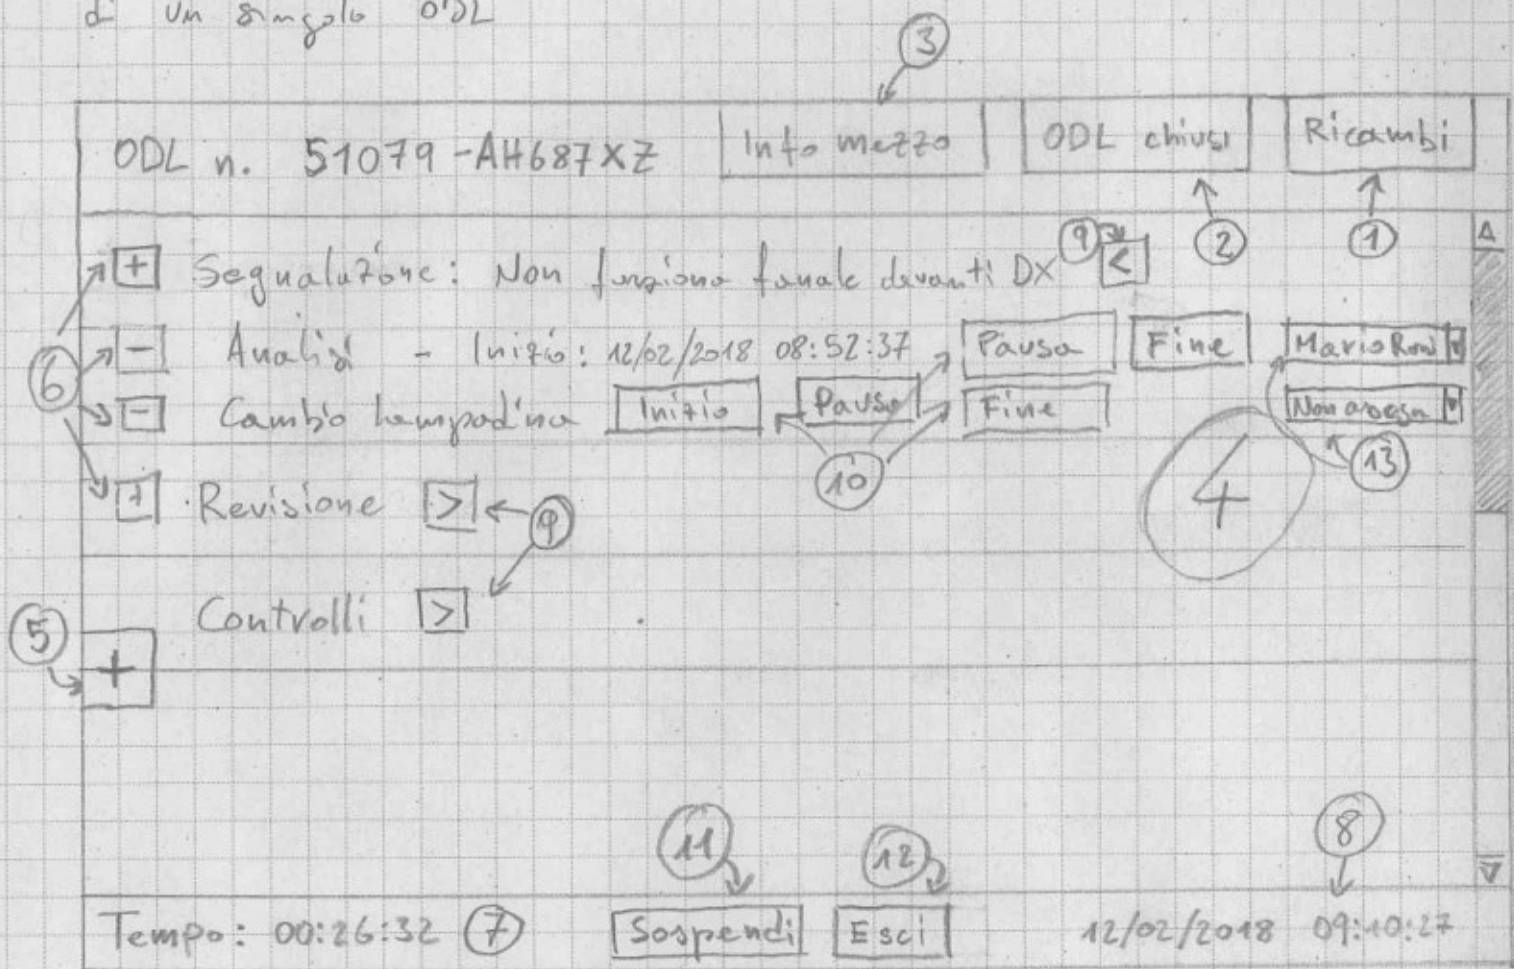 di un singolo ODL
3
ODL n. 51079-AH687XZ Info mezzo ODL chiusi Ricambi
9 2 1
+ Segnalazione: Non funziona fanale davanti DX <
6 - Analisi - Inizio: 12/02/2018 08:52:37 Pausa Fine Mario Rossi
- Cambio lampadina Inizio Pausa Fine Non assegn
10 4 13
+ Revisione > 9
Controlli >
5 +
11 12 8
Tempo: 00:26:32 7 Sospendi Esci 12/02/2018 09:10:27